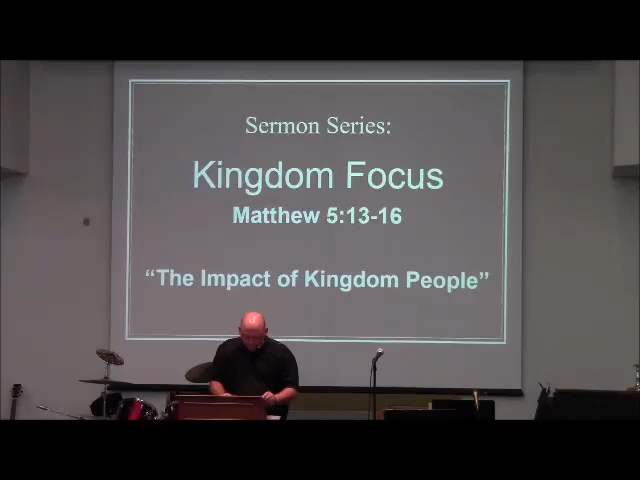 Sermon Series:
Kingdom Focus
Matthew 5:13-16
“The Impact of Kingdom People”